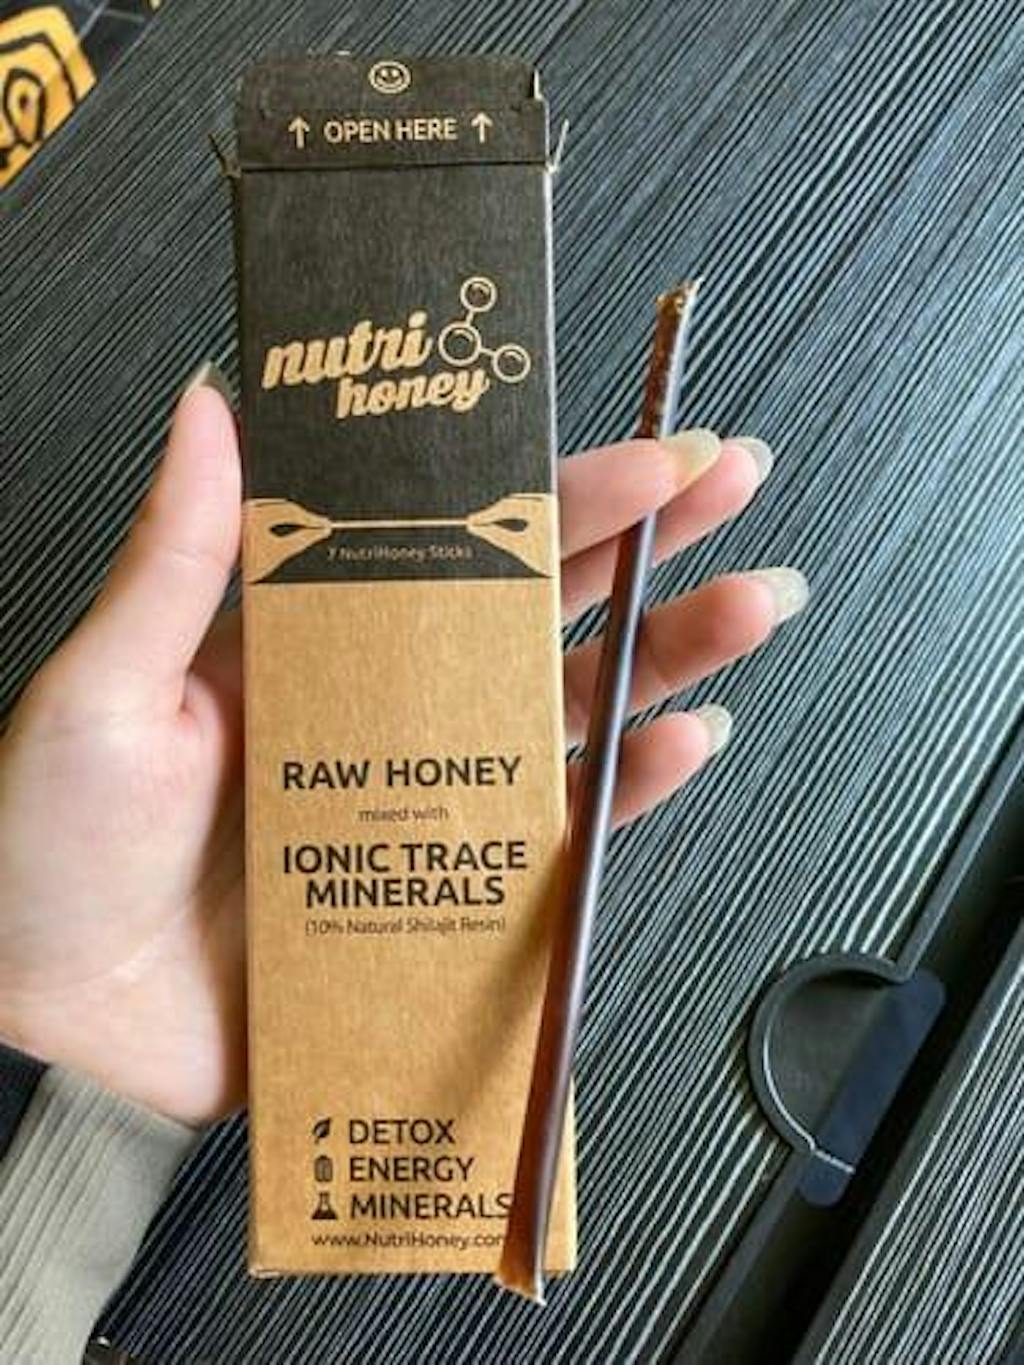 ↑ OPEN HERE ↑
nutri
honey
7 NutriHoney Sticks
RAW HONEY
mixed with
IONIC TRACE
MINERALS
(10% Natural Shilajit Resin)
DETOX
ENERGY
MINERALS
www.NutriHoney.com